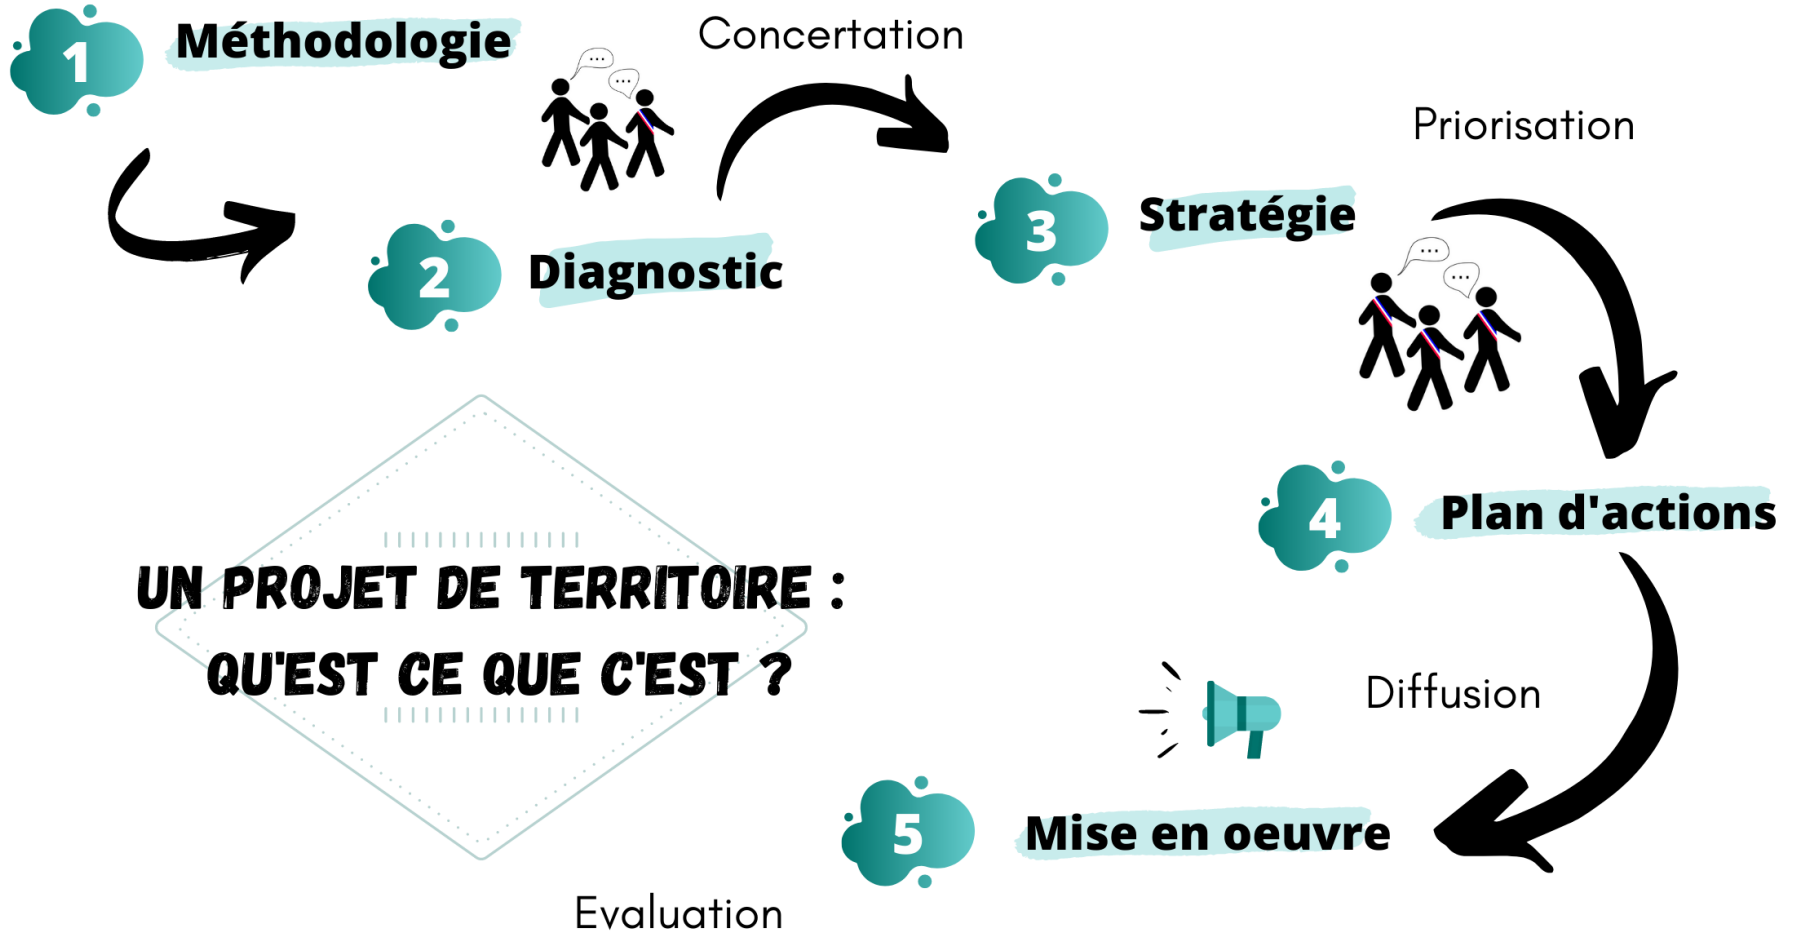 1
Méthodologie
Concertation
...
...
2
Diagnostic
3
Stratégie
Priorisation
...
...
4
Plan d'actions
UN PROJET DE TERRITOIRE :
QU'EST CE QUE C'EST ?
Diffusion
5
Mise en oeuvre
Evaluation